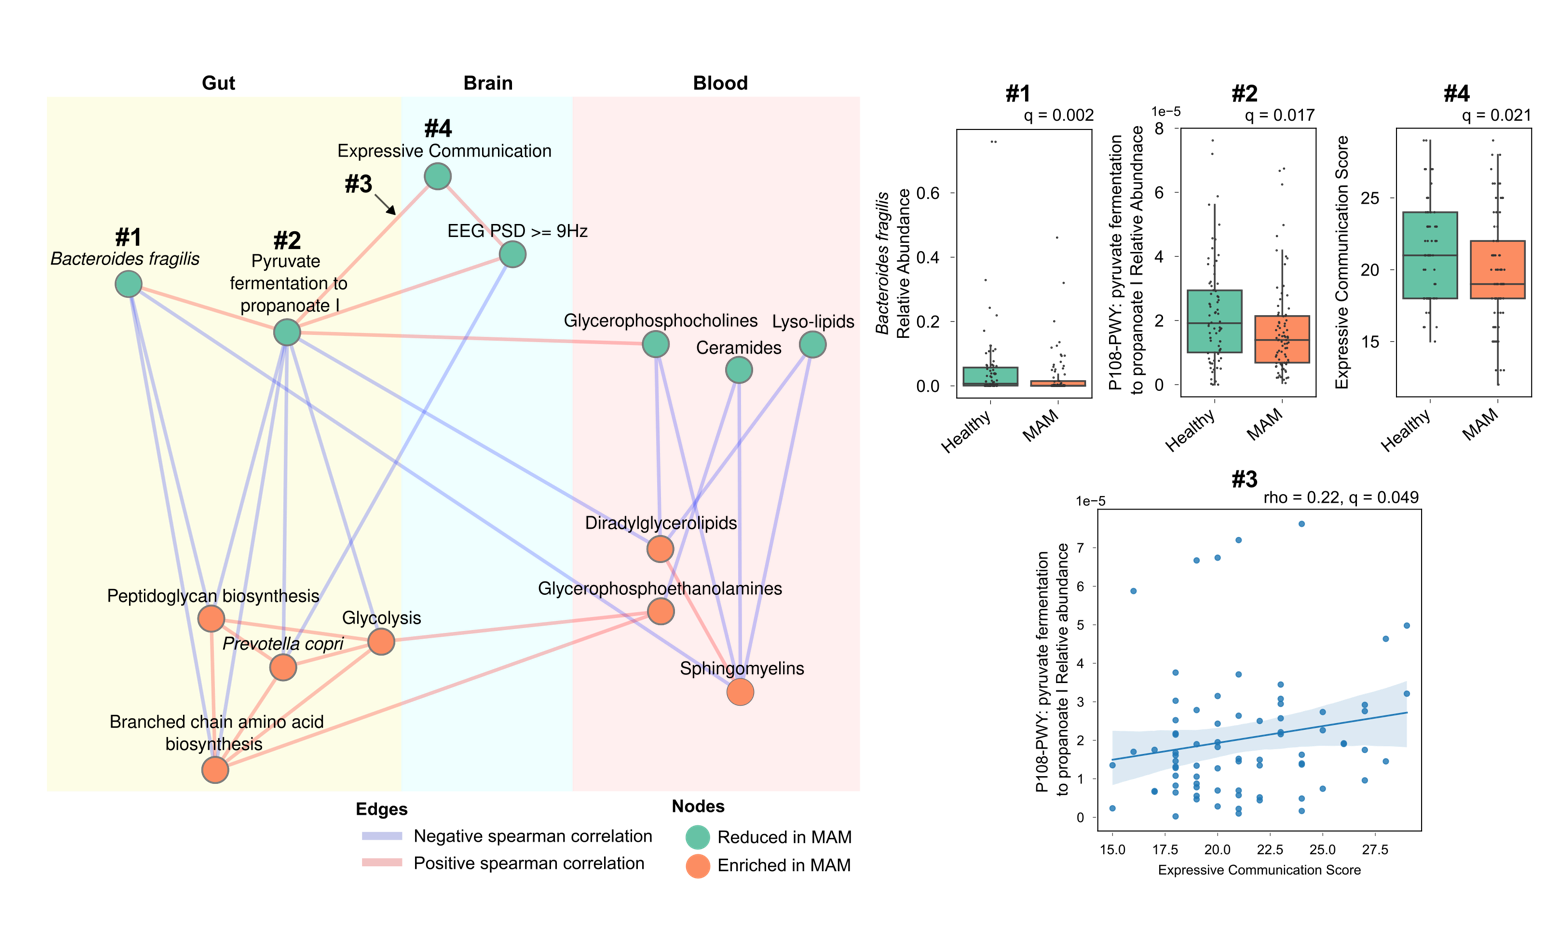 Gut
Brain
Blood
#4
Expressive Communication
#3
EEG PSD >= 9Hz
#1
Bacteroides fragilis
#2
Pyruvate
fermentation to
propanoate I
Glycerophosphocholines
Lyso-lipids
Ceramides
Diradylglycerolipids
Glycerophosphoethanolamines
Peptidoglycan biosynthesis
Glycolysis
Prevotella copri
Sphingomyelins
Branched chain amino acid
biosynthesis
Edges
Negative spearman correlation
Positive spearman correlation
Nodes
Reduced in MAM
Enriched in MAM
#1
q = 0.002
Bacteroides fragilis
Relative Abundance
0.6
0.4
0.2
0.0
Healthy
MAM
#2
1e−5
q = 0.017
P108-PWY: pyruvate fermentation
to propanoate I Relative Abundnace
8
6
4
2
0
Healthy
MAM
#4
q = 0.021
Expressive Communication Score
25
20
15
Healthy
MAM
#3
1e−5
rho = 0.22, q = 0.049
P108-PWY: pyruvate fermentation
to propanoate I Relative abundance
7
6
5
4
3
2
1
0
15.0
17.5
20.0
22.5
25.0
27.5
Expressive Communication Score